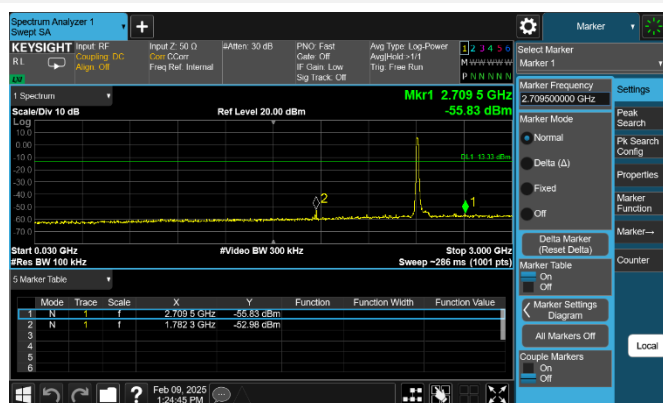 Spectrum Analyzer 1
Swept SA
+
Marker
KEYSIGHT
R L
Input: RF
Coupling: DC
Align: Off
Input Z: 50 Ω
Corr CCorr
Freq Ref: Internal
#Atten: 30 dB
PNO: Fast
Gate: Off
IF Gain: Low
Sig Track: Off
Avg Type: Log-Power
Avg|Hold:>1/1
Trig: Free Run
1 2 3 4 5 6
M W W W W W
P N N N N N
Select Marker
Marker 1
1 Spectrum
Scale/Div 10 dB
Ref Level 20.00 dBm
Mkr1 2.709 5 GHz
-55.83 dBm
Log
10.0
0.00
-10.0
-20.0
-30.0
-40.0
-50.0
-60.0
-70.0
2
1
Start 0.030 GHz
#Res BW 100 kHz
#Video BW 300 kHz
Stop 3.000 GHz
Sweep ~286 ms (1001 pts)
5 Marker Table
Mode Trace Scale X Y Function Function Width Function Value
1 N 1 f 2.709 5 GHz -55.83 dBm
2 N 1 f 1.782 3 GHz -52.98 dBm
3
4
5
6
Marker Frequency
2.709500000 GHz
Marker Mode
Normal
Delta (Δ)
Fixed
Off
Delta Marker
(Reset Delta)
Marker Table
On
Off
Marker Settings
Diagram
All Markers Off
Couple Markers
On
Off
Settings
Peak
Search
Pk Search
Config
Properties
Marker
Function
Marker→
Counter
Local
?
Feb 09, 2025
1:24:45 PM